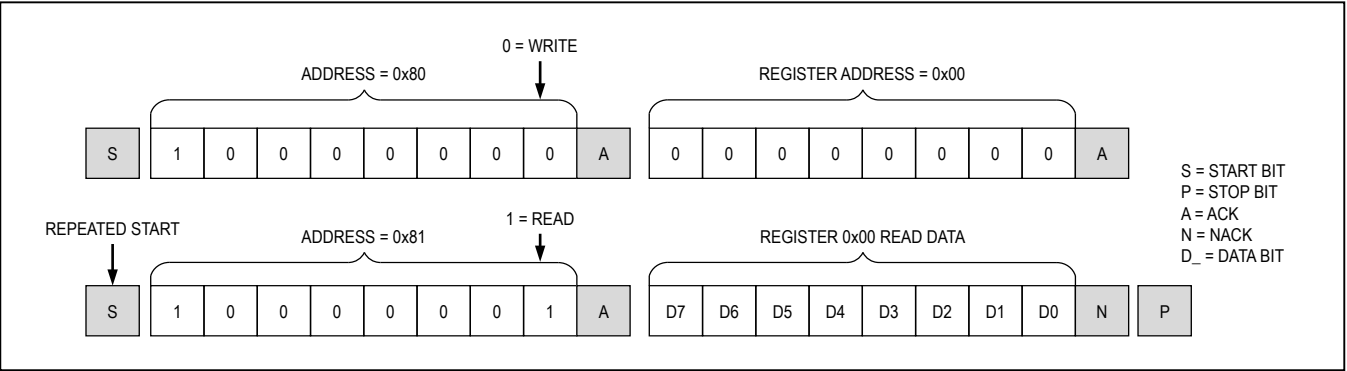 0 = WRITE
ADDRESS = 0x80 REGISTER ADDRESS = 0x00
S 1 0 0 0 0 0 0 0 A 0 0 0 0 0 0 0 0 A
S = START BIT
P = STOP BIT
A = ACK
N = NACK
D_ = DATA BIT
REPEATED START 1 = READ
ADDRESS = 0x81 REGISTER 0x00 READ DATA
S 1 0 0 0 0 0 0 1 A D7 D6 D5 D4 D3 D2 D1 D0 N P